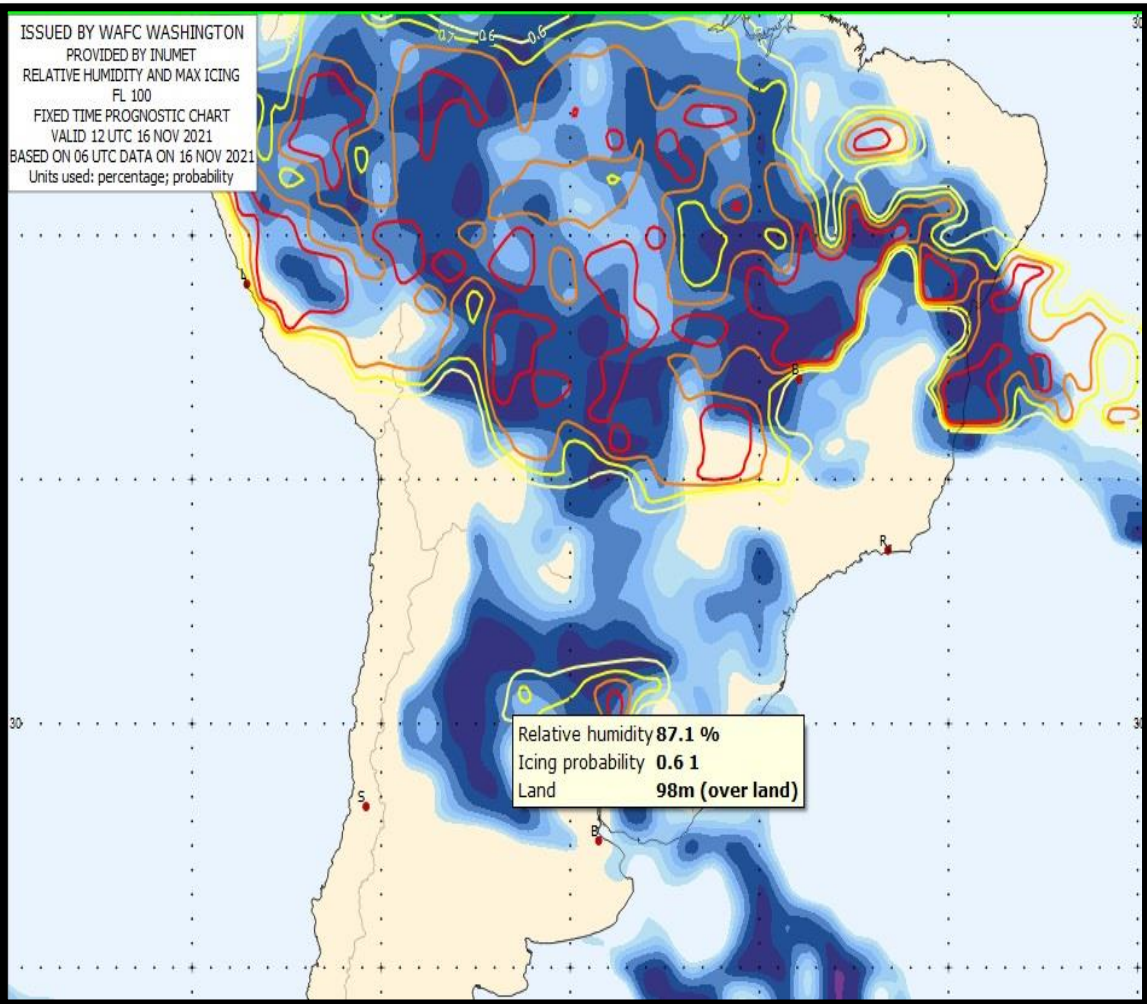 ISSUED BY WAFC WASHINGTON
PROVIDED BY INUMET
RELATIVE HUMIDITY AND MAX ICING
FL 100
FIXED TIME PROGNOSTIC CHART
VALID 12 UTC 16 NOV 2021
BASED ON 06 UTC DATA ON 16 NOV 2021
Units used: percentage; probability
0.7 0.6 0.6
L
B
R
30
Relative humidity 87.1 %
Icing probability 0.6 1
Land 98m (over land)
S
B